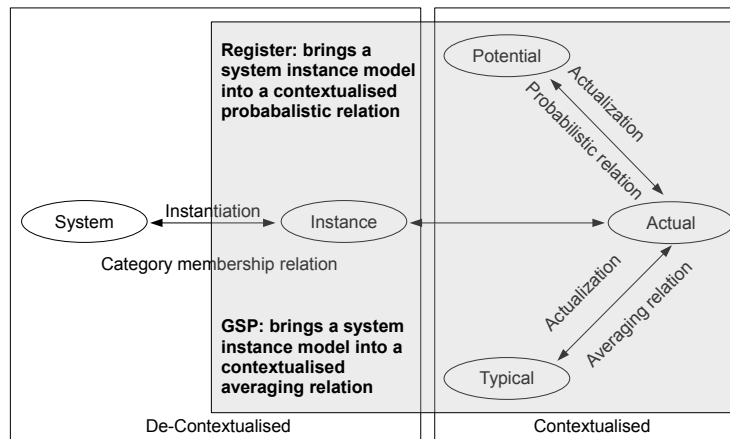 Register: brings a
system instance model
into a contextualised
probabalistic relation
Potential
Actualization
Probabilistic relation
System
Instantiation
Instance
Actual
Category membership relation
Actualization
Averaging relation
GSP: brings a system
instance model into a
contextualised
averaging relation
Typical
De-Contextualised
Contextualised